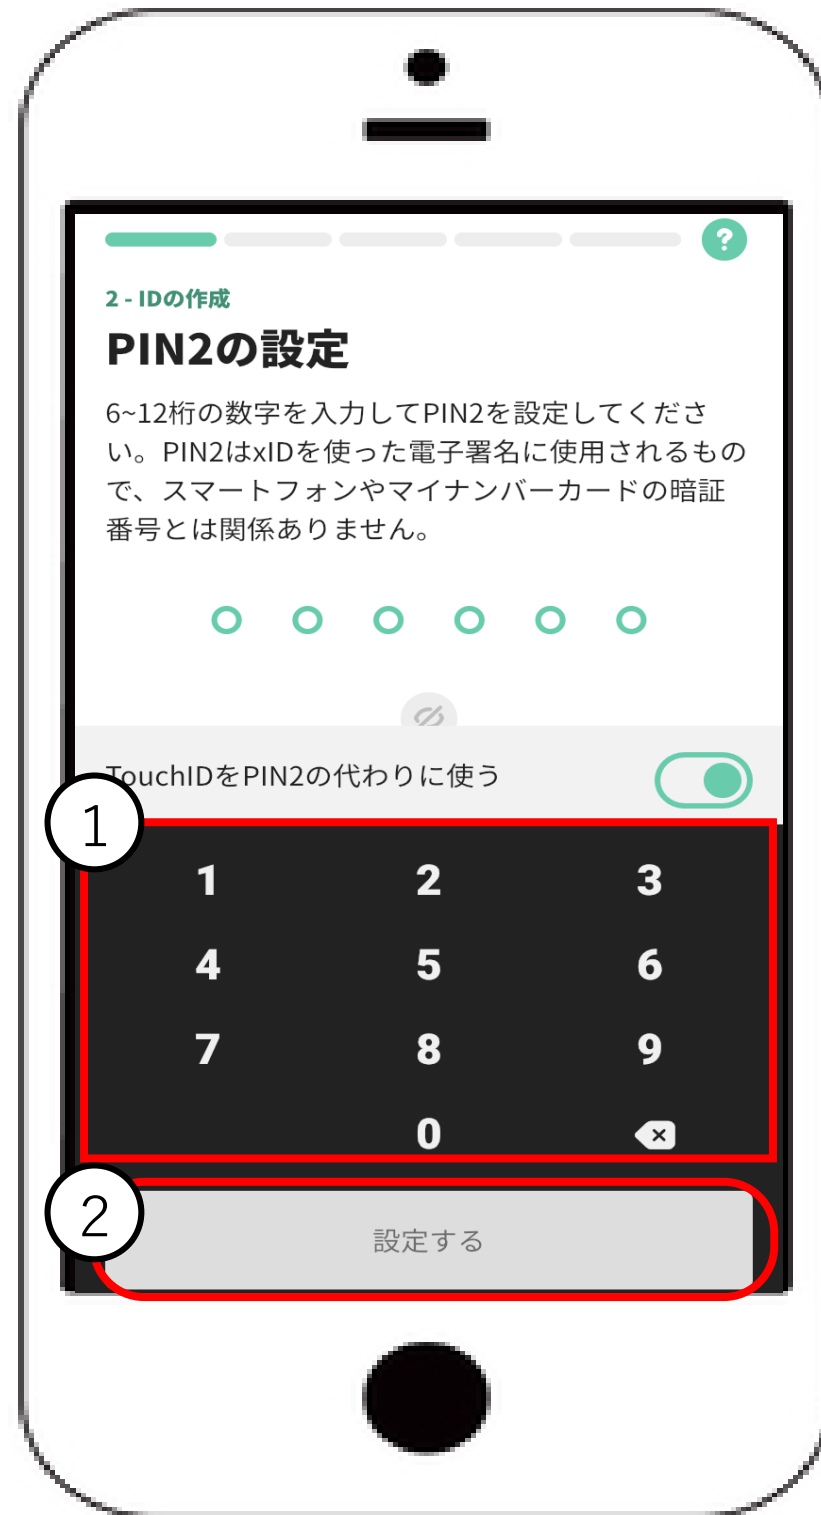 ?
2 - IDの作成
PIN2の設定
6~12桁の数字を入力してPIN2を設定してくださ
い。PIN2はxIDを使った電子署名に使用されるもの
で、スマートフォンやマイナンバーカードの暗証
番号とは関係ありません。
TouchIDをPIN2の代わりに使う
1
1 2 3
4 5 6
7 8 9
0
2
設定する